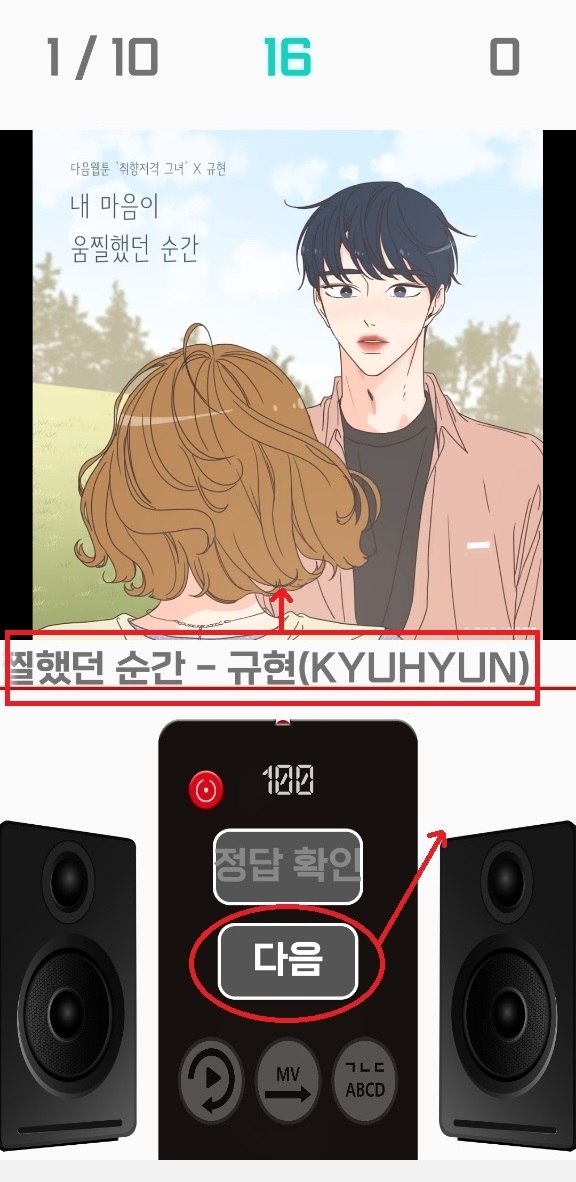 1 / 10 16 0
다음웹툰 '취향저격 그녀' X 규현
내 마음이
움찔했던 순간
찔했던 순간 - 규현(KYUHYUN)
100
정답 확인
다음
MV
ㄱㄴㄷ
ABCD